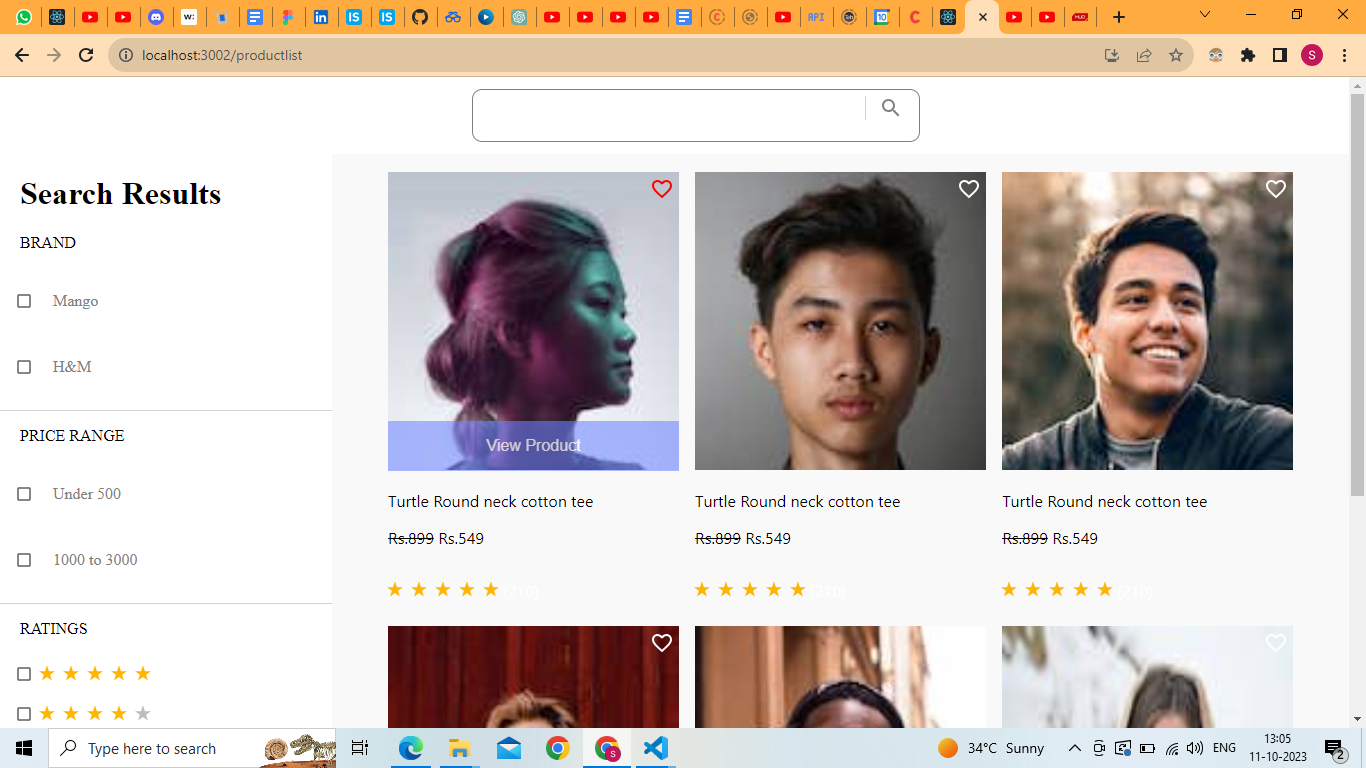 localhost:3002/productlist
S
Search Results
BRAND
Mango
H&M
PRICE RANGE
Under 500
1000 to 3000
RATINGS
View Product
Turtle Round neck cotton tee
Rs.899 Rs.549
(210)
Turtle Round neck cotton tee
Rs.899 Rs.549
(210)
Turtle Round neck cotton tee
Rs.899 Rs.549
(210)
Type here to search
34°C Sunny
ENG
13:05
11-10-2023
2